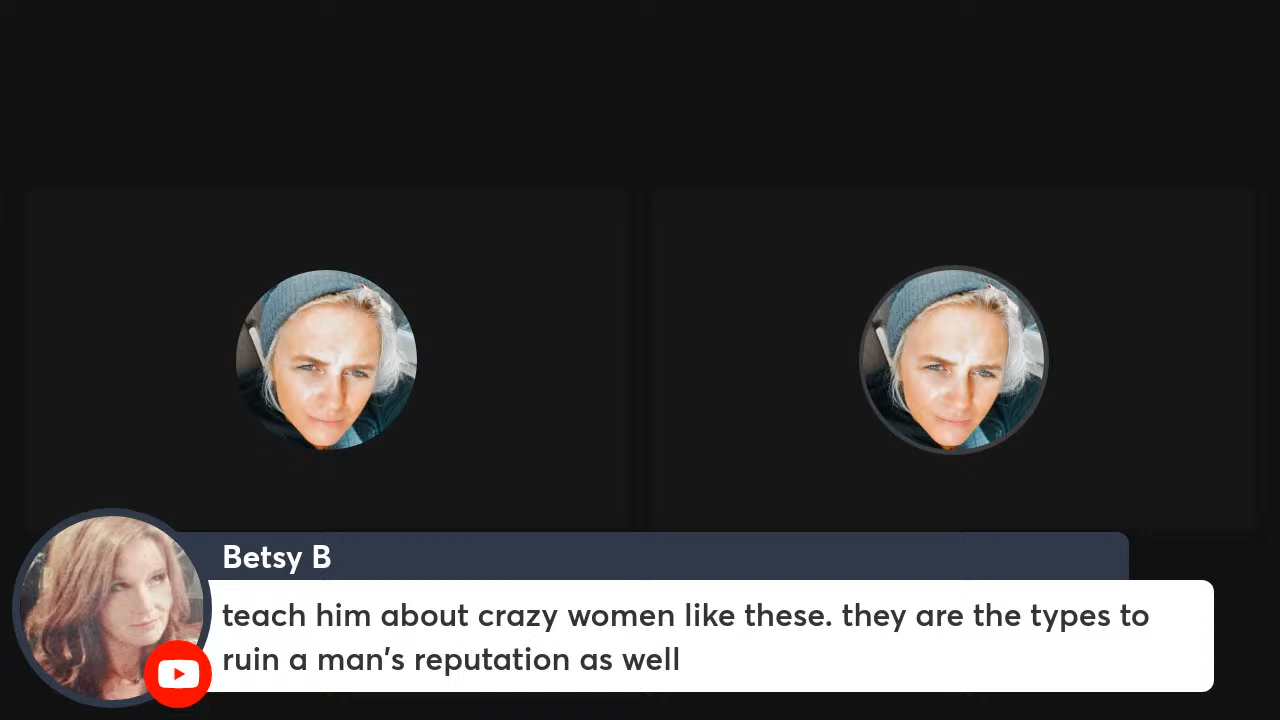 Betsy B
teach him about crazy women like these. they are the types to
ruin a man's reputation as well